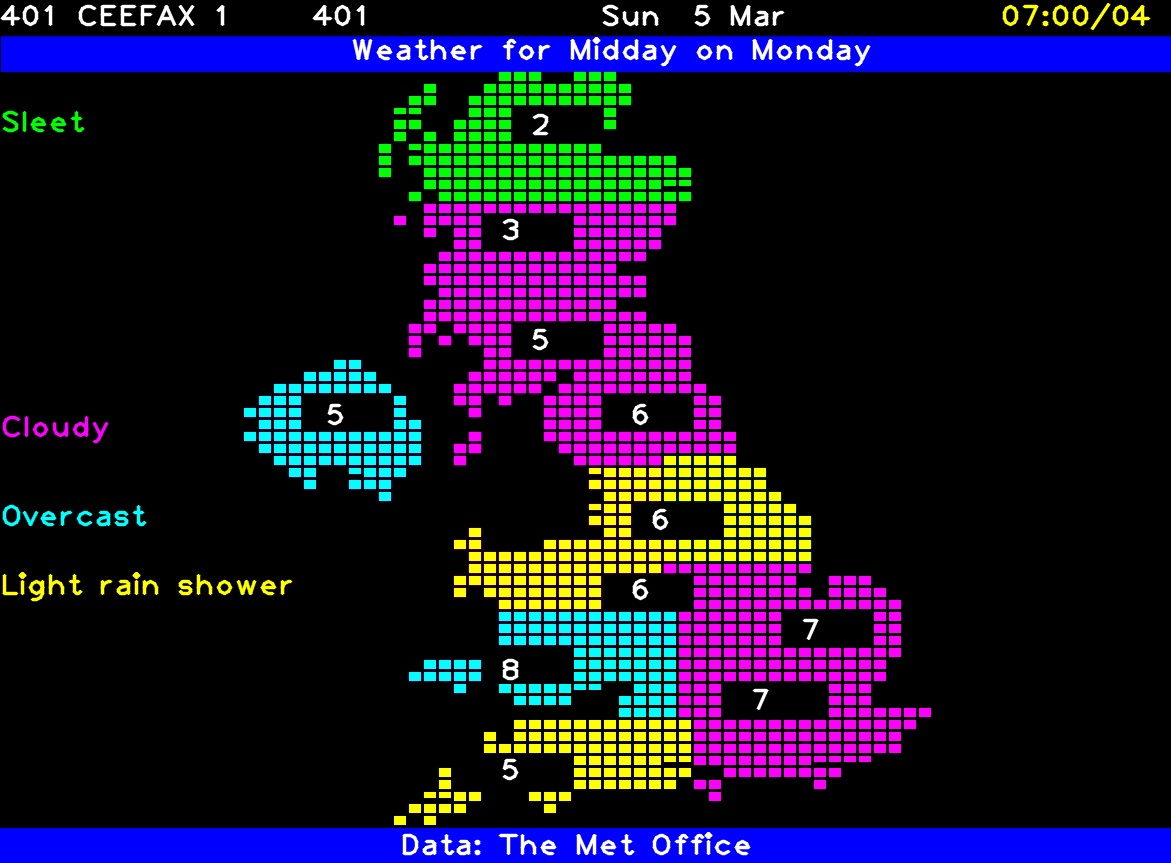 401 CEEFAX 1 401 Sun 5 Mar 07:00/04
Weather for Midday on Monday
Sleet
2
3
5
5
6
Cloudy
6
Overcast
Light rain shower
6
7
8
7
5
Data: The Met Office